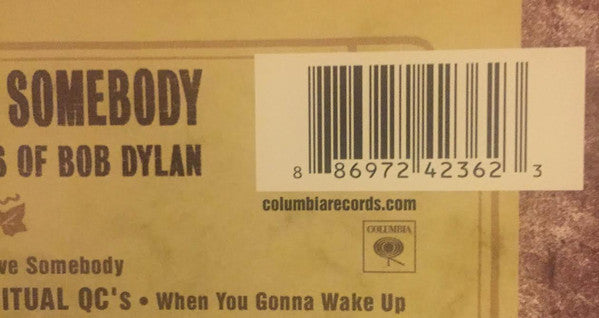 SOMEBODY
S OF BOB DYLAN
8 86972 42362 3
columbiarecords.com
COLUMBIA
ve Somebody
ITUAL QC'S • When You Gonna Wake Up